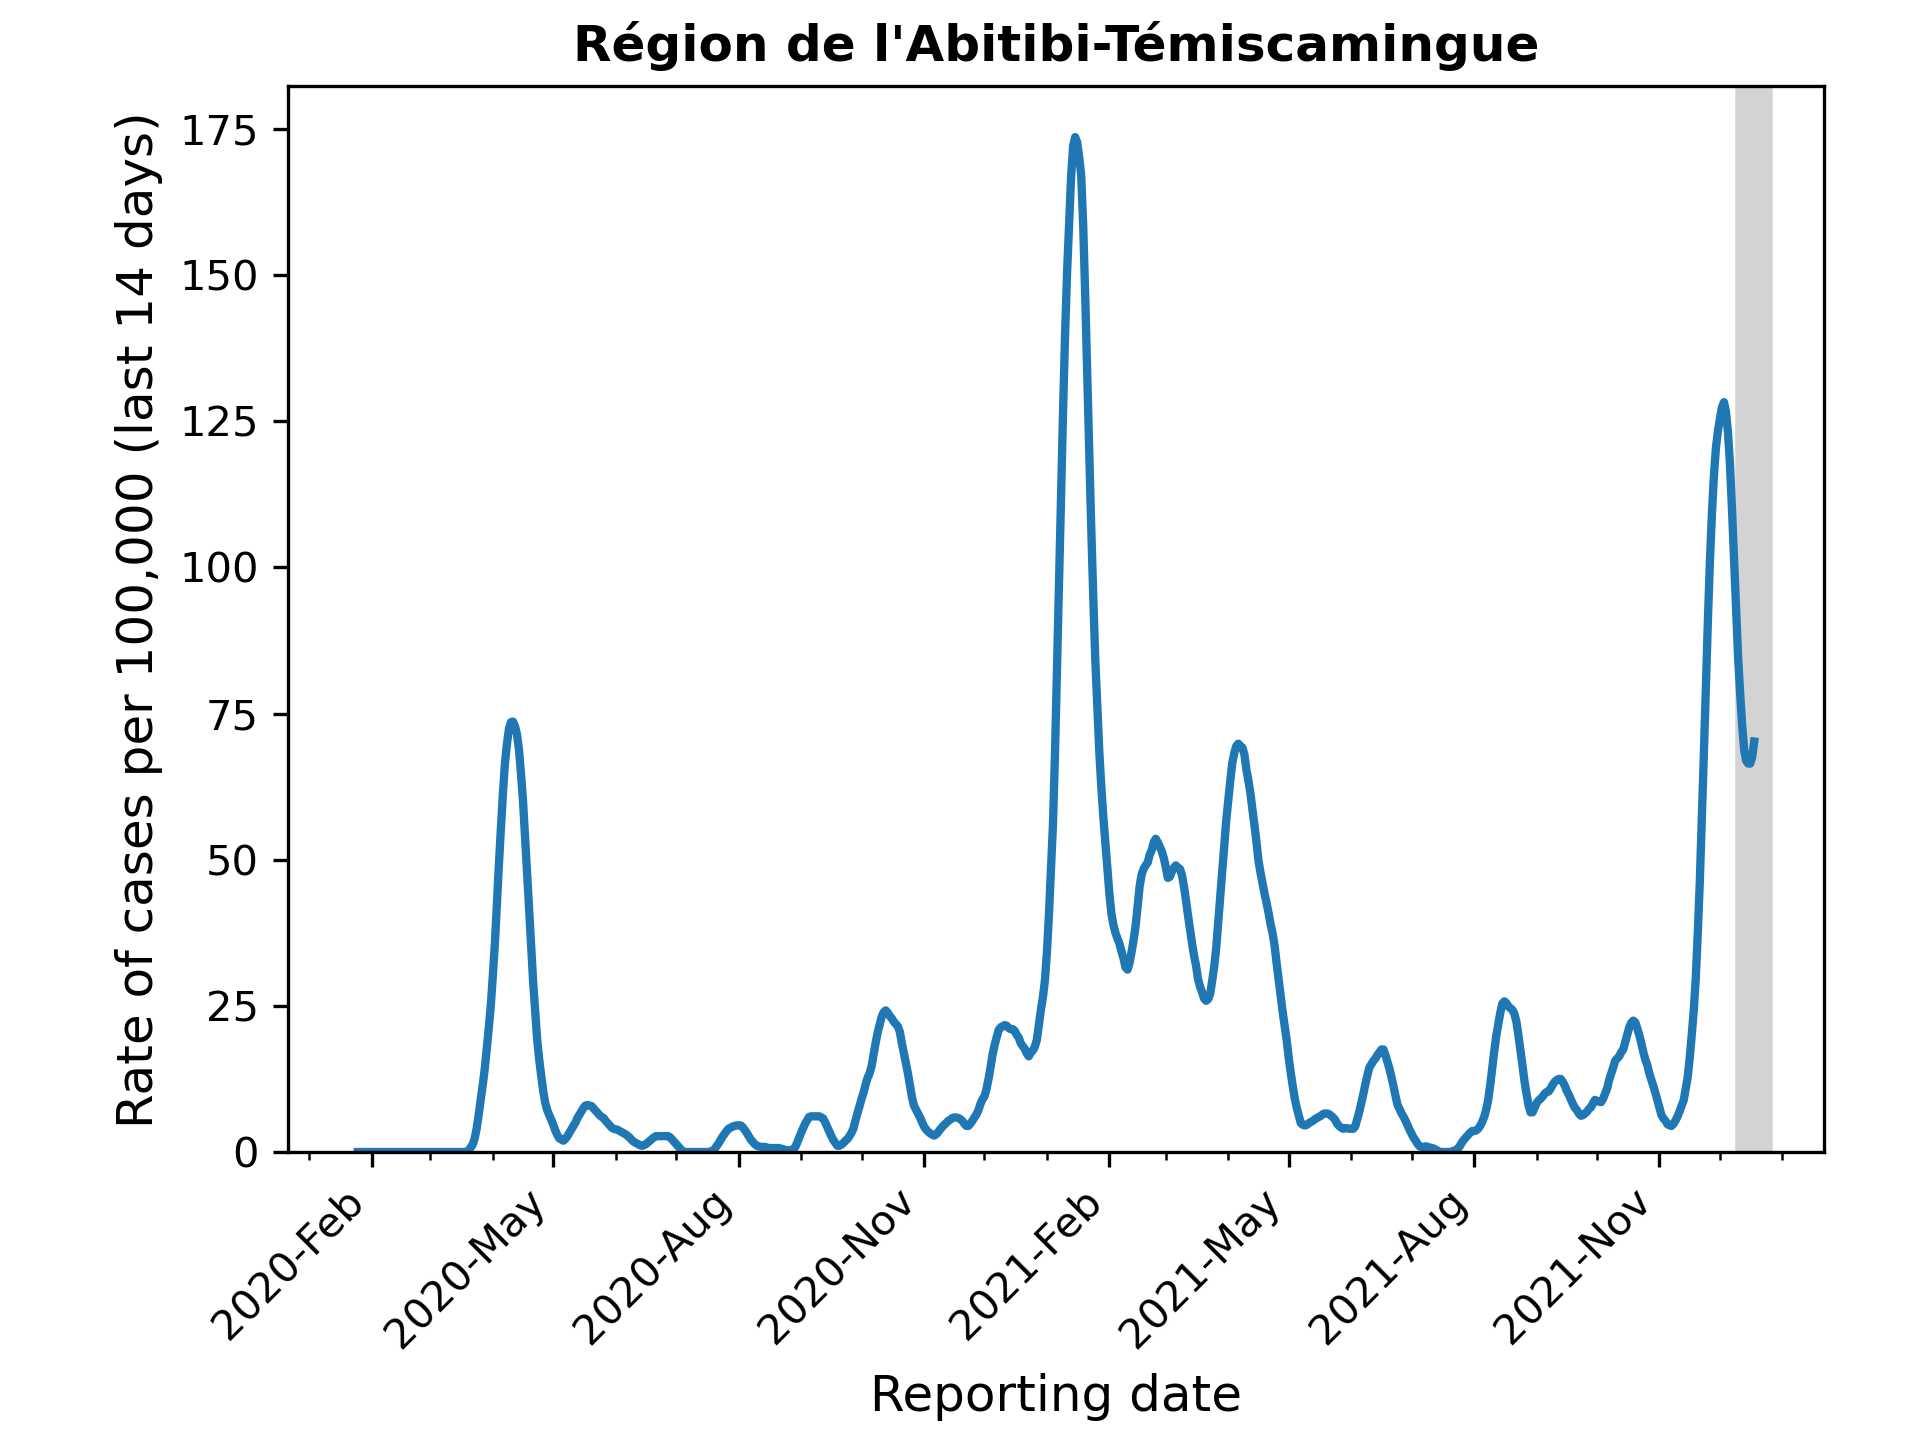 Région de l'Abitibi-Témiscamingue
Rate of cases per 100,000 (last 14 days)
175
150
125
100
75
50
25
0
2020-Feb
2020-May
2020-Aug
2020-Nov
2021-Feb
2021-May
2021-Aug
2021-Nov
Reporting date